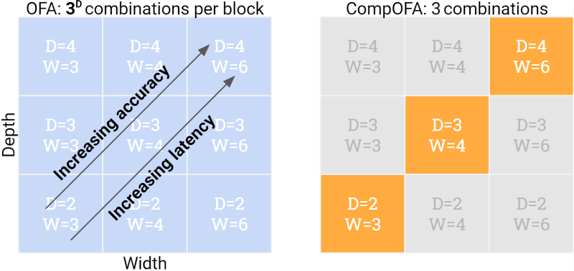 OFA: 3ᴰ combinations per block
D=4 W=3
D=4 W=4
D=4 W=6
D=3 W=3
D=3 W=4
D=3 W=6
D=2 W=3
D=2 W=4
D=2 W=6
Increasing accuracy
Increasing latency
Depth
Width
CompOFA: 3 combinations
D=4 W=3
D=4 W=4
D=4 W=6
D=3 W=3
D=3 W=4
D=3 W=6
D=2 W=3
D=2 W=4
D=2 W=6